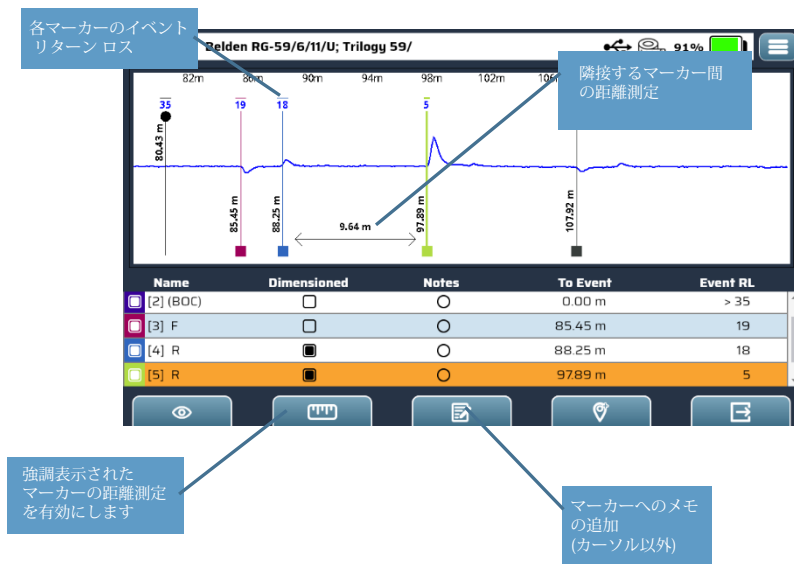 各マーカーのイベント
リターン ロス
Belden RG-59/6/11/U; Trilogy 59/
91%
隣接するマーカー間
の距離測定
82m 86m 90m 94m 98m 102m
35 19 18 5
80.43 m
85.45 m
88.25 m
9.64 m
97.89 m
107.92 m
Name Dimensioned Notes To Event Event RL
[2] (BOC) 0.00 m > 35
[3] F 85.45 m 19
[4] R 88.25 m 18
[5] R 97.89 m 5
強調表示された
マーカーの距離測定
を有効にします
マーカーへのメモ
の追加
(カーソル以外)